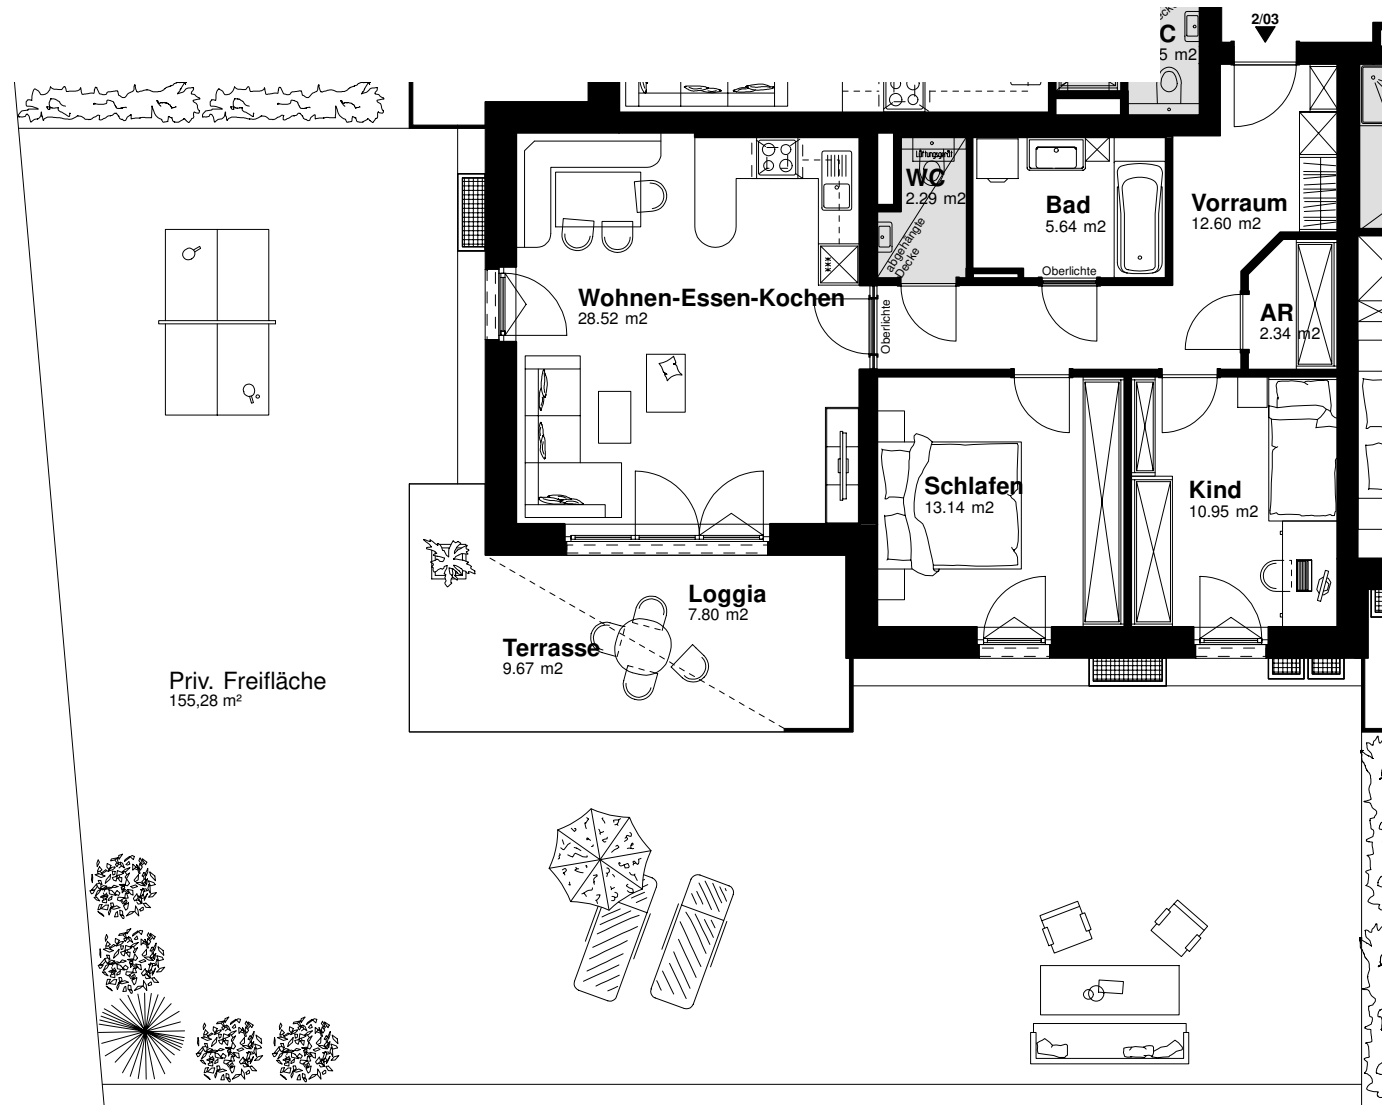 2/03
C
5 m2
Lüftungsgerät
WC
2.29 m2
abgehängte
Decke
Bad
5.64 m2
Oberlichte
Vorraum
12.60 m2
Wohnen-Essen-Kochen
28.52 m2
Oberlichte
AR
2.34 m2
Schlafen
13.14 m2
Kind
10.95 m2
Loggia
7.80 m2
Terrasse
9.67 m2
Priv. Freifläche
155,28 m²